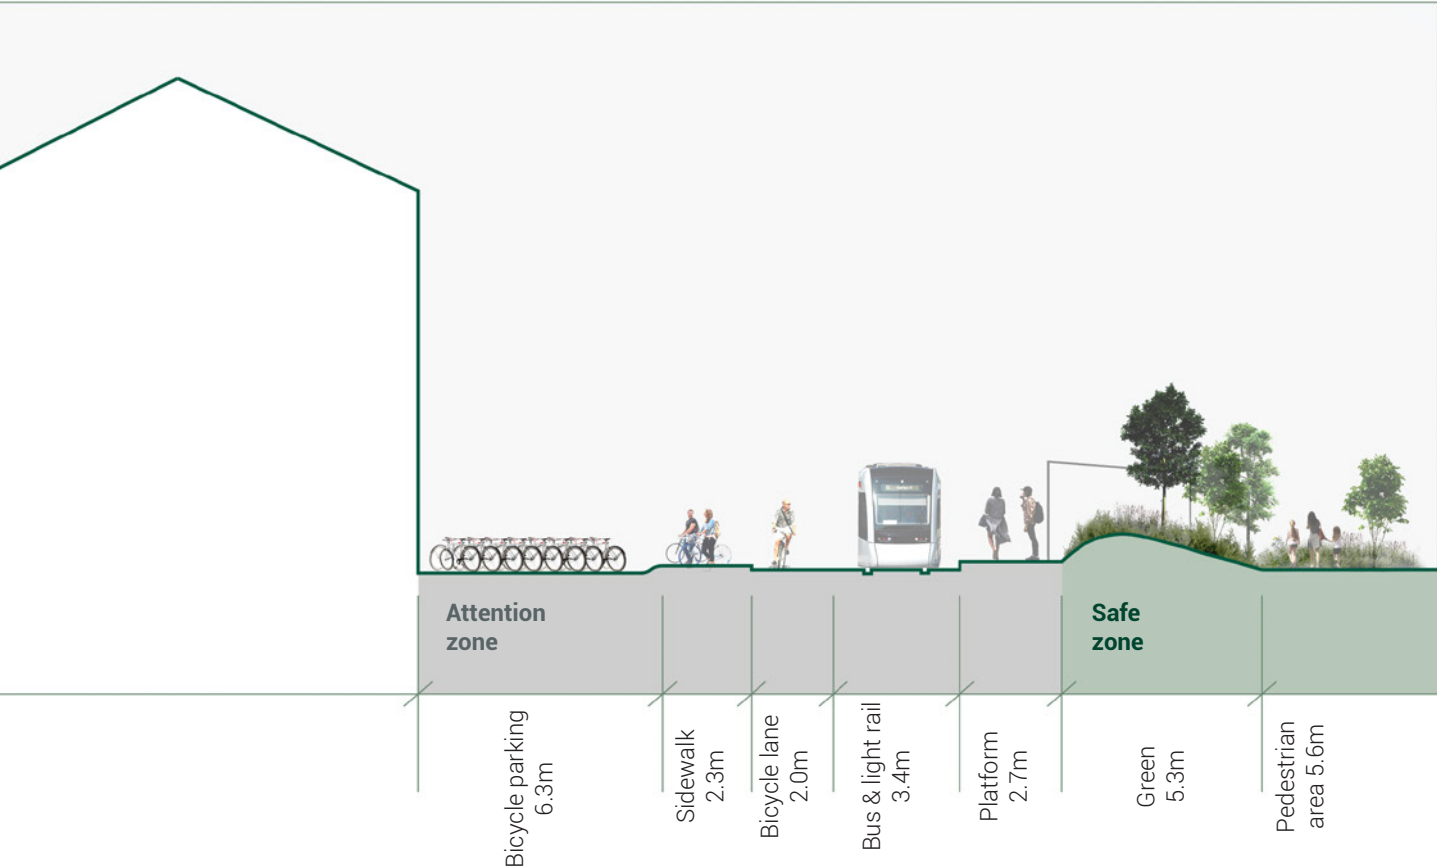 Attention
zone
Safe
zone
Bicycle parking
6.3m
Sidewalk
2.3m
Bicycle lane
2.0m
Bus & light rail
3.4m
Platform
2.7m
Green
5.3m
Pedestrian
area 5.6m